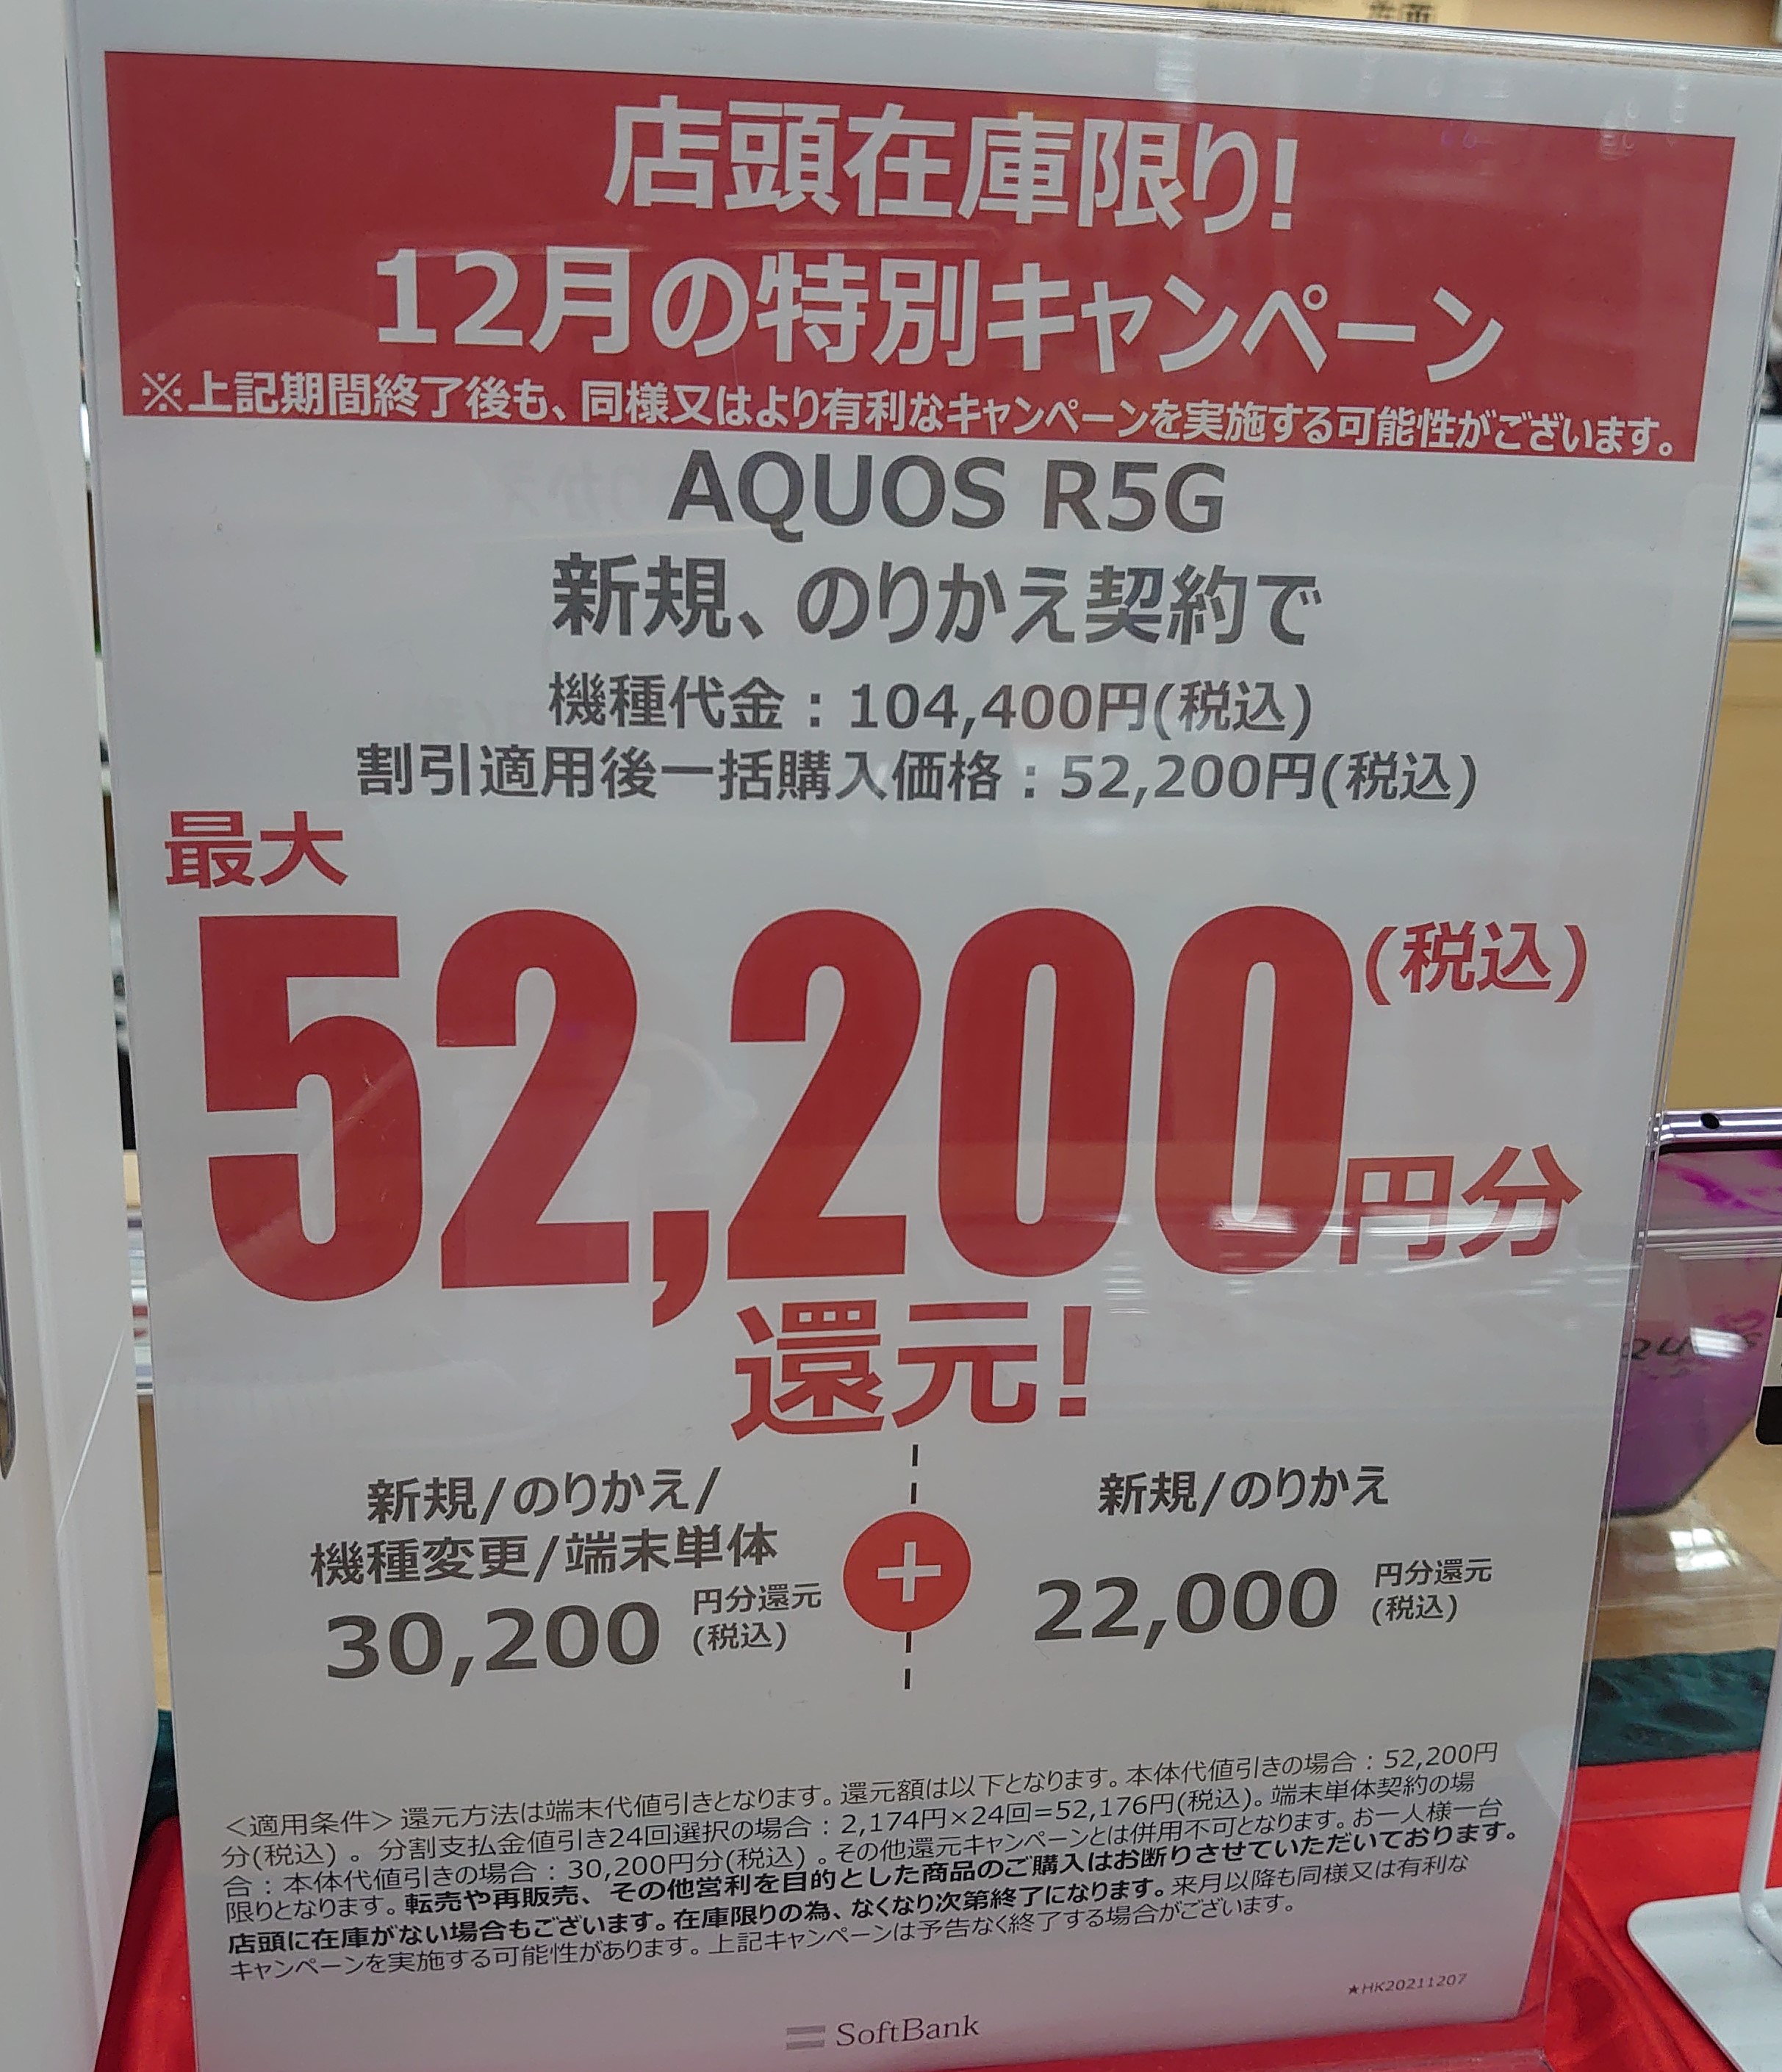 店頭在庫限り!
12月の特別キャンペーン
※上記期間終了後も、同様又はより有利なキャンペーンを実施する可能性がございます。
AQUOS R5G
新規、のりかえ契約で
機種代金：104,400円(税込)
割引適用後一括購入価格：52,200円(税込)
最大
52,200円分(税込)
還元!
新規/のりかえ/
機種変更/端末単体
30,200円分還元(税込)
+
新規/のりかえ
22,000円分還元(税込)
＜適用条件＞還元方法は端末代値引きとなります。還元額は以下となります。本体代値引きの場合：52,200円
分(税込) 。 分割支払金値引き24回選択の場合：2,174円×24回=52,176円(税込)。端末単体契約の場
合：本体代値引きの場合：30,200円分(税込) 。その他還元キャンペーンとは併用不可となります。お一人様一台
限りとなります。転売や再販売、その他営利を目的とした商品のご購入はお断りさせていただいております。
店頭に在庫がない場合もございます。在庫限りの為、なくなり次第終了になります。来月以降も同様又は有利な
キャンペーンを実施する可能性があります。上記キャンペーンは予告なく終了する場合がございます。
★HK20211207
SoftBank